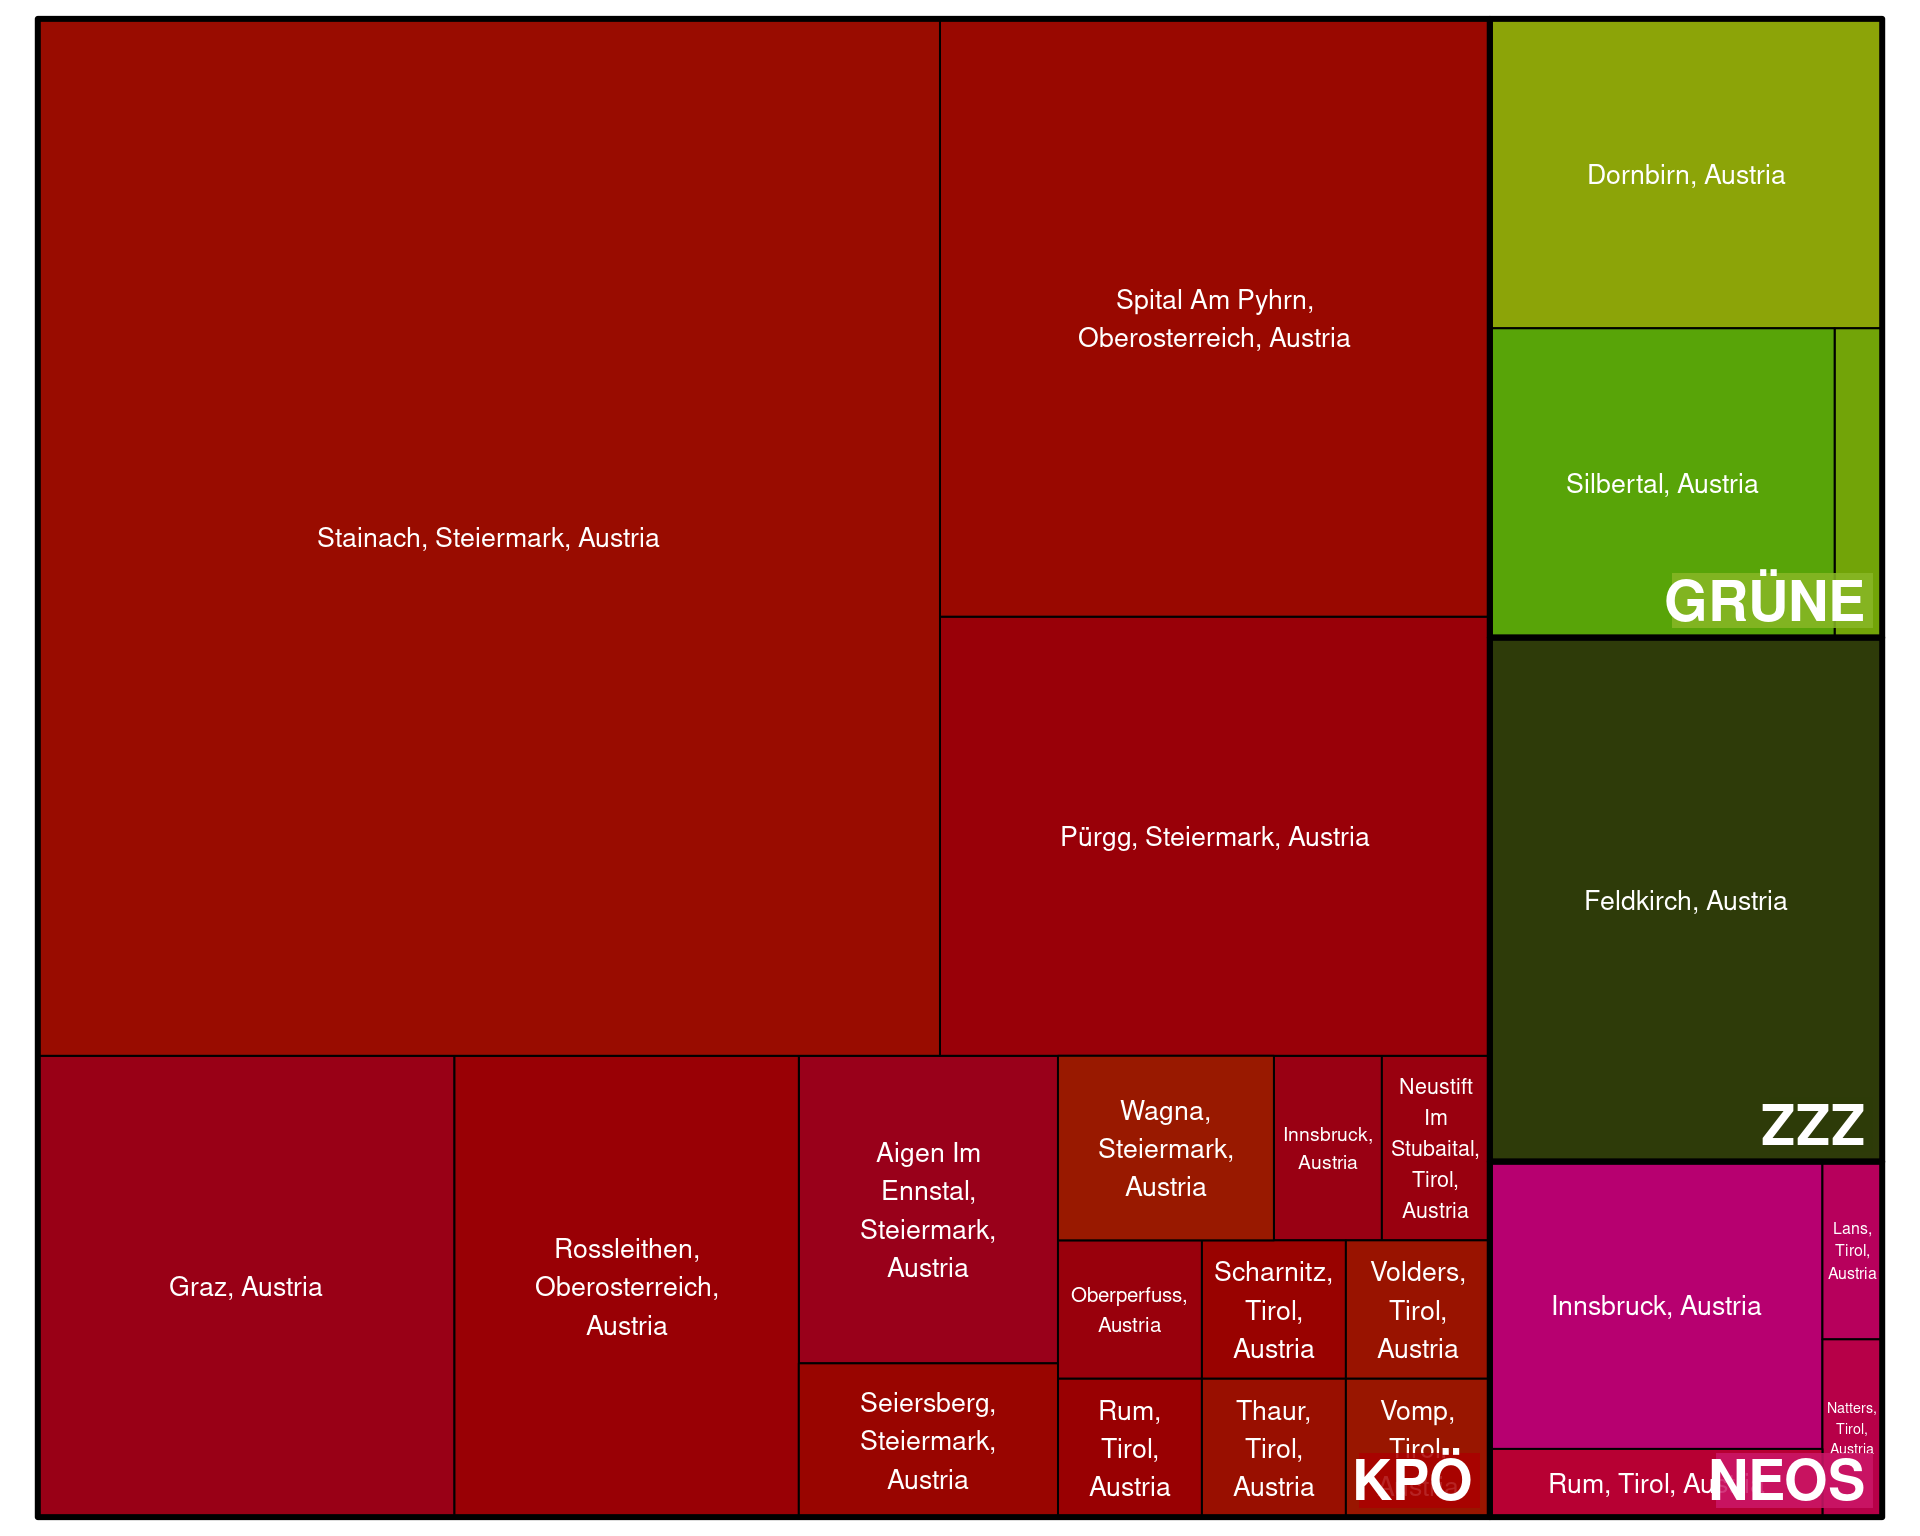 Stainach, Steiermark, Austria
Spital Am Pyhrn,
Oberosterreich, Austria
Pürgg, Steiermark, Austria
Graz, Austria
Rossleithen,
Oberosterreich,
Austria
Aigen Im
Ennstal,
Steiermark,
Austria
Seiersberg,
Steiermark,
Austria
Wagna,
Steiermark,
Austria
Innsbruck,
Austria
Neustift
Im
Stubaital,
Tirol,
Austria
Oberperfuss,
Austria
Scharnitz,
Tirol,
Austria
Volders,
Tirol,
Austria
Rum,
Tirol,
Austria
Thaur,
Tirol,
Austria
Vomp,
Tirol,
Austria
KPÖ
Dornbirn, Austria
Silbertal, Austria
GRÜNE
Feldkirch, Austria
ZZZ
Innsbruck, Austria
Lans,
Tirol,
Austria
Natters,
Tirol,
Austria
Rum, Tirol, Austria
NEOS